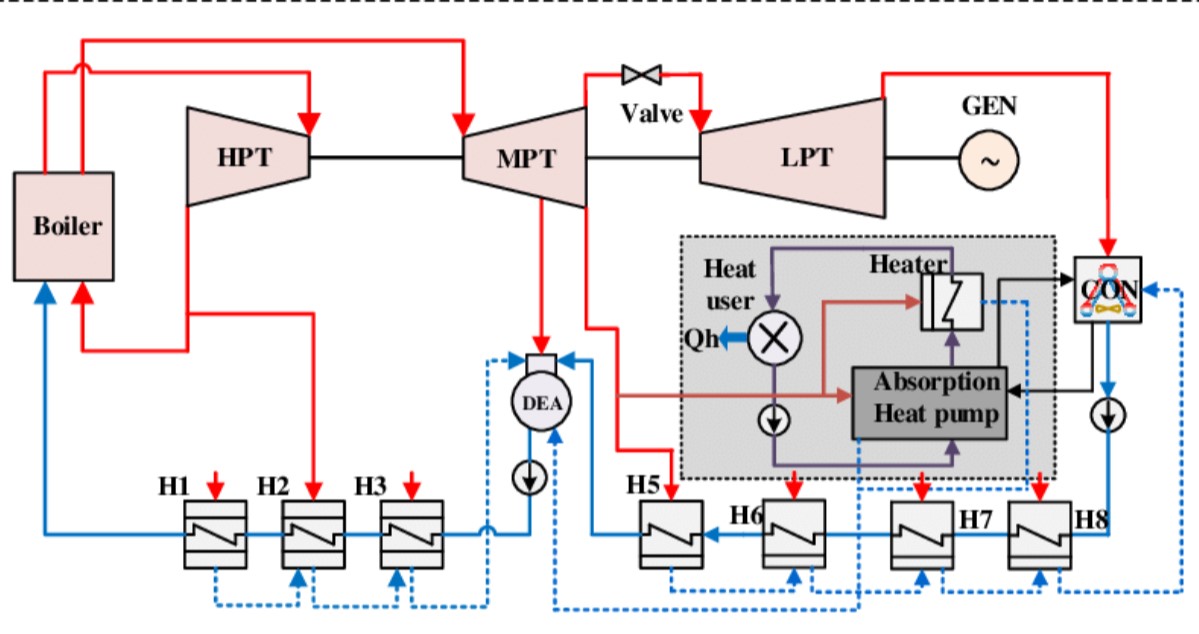 GEN
Valve
HPT
MPT
LPT
~
Boiler
Heat
user
Heater
CON
Qh
Absorption
Heat pump
DEA
H1
H2
H3
H5
H6
H7
H8